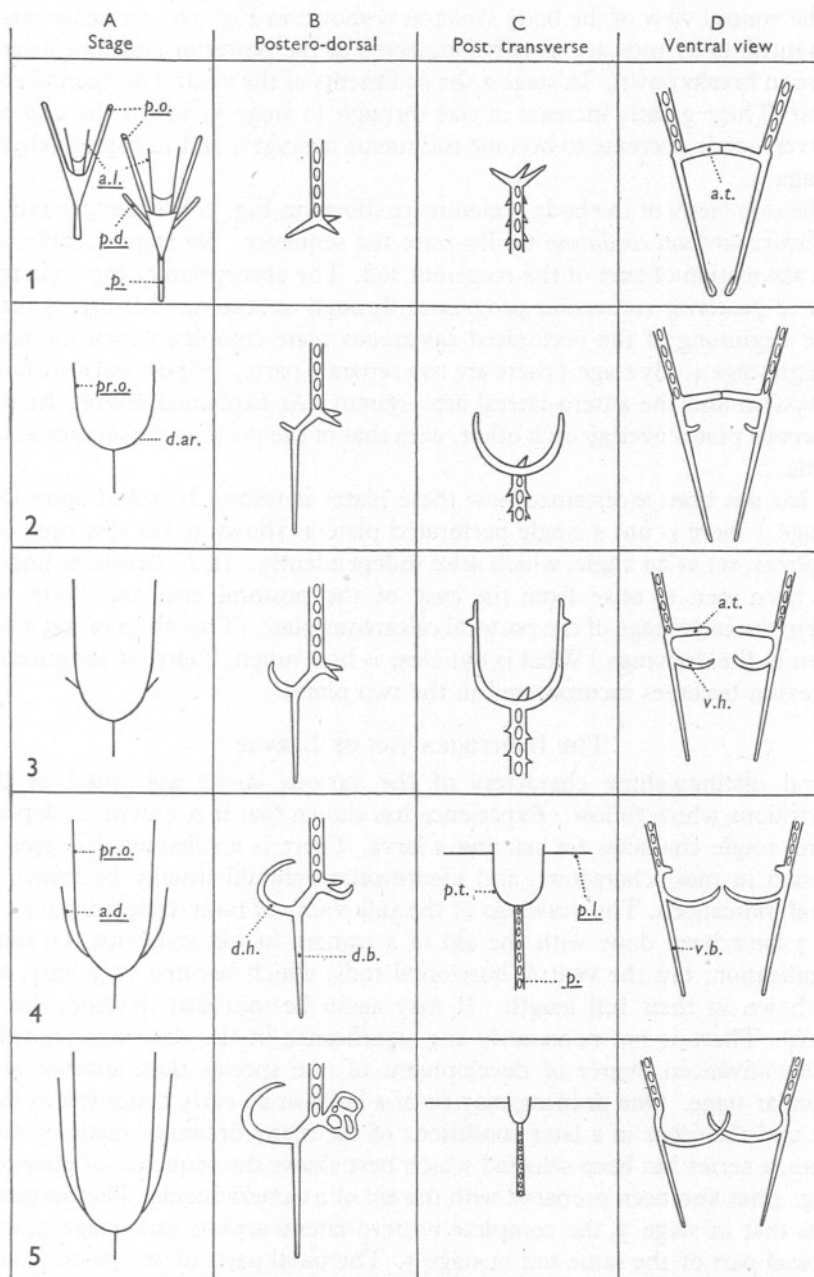 A B C D
Stage Postero-dorsal Post. transverse Ventral view
p.o.
a.l.
p.d.
p.
a.t.
1
pr.o.
d.ar.
2
a.t.
v.h.
3
pr.o.
a.d.
d.h.
d.b.
p.t.
p.l.
p.
v.b.
4
5